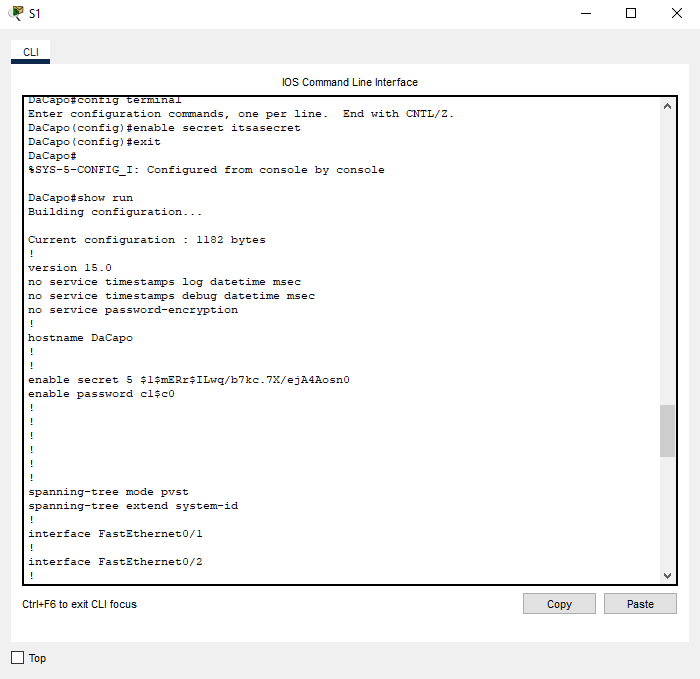 S1
CLI
IOS Command Line Interface
DaCapo#config terminal
Enter configuration commands, one per line.  End with CNTL/Z.
DaCapo(config)#enable secret itsasecret
DaCapo(config)#exit
DaCapo#
%SYS-5-CONFIG_I: Configured from console by console
DaCapo#show run
Building configuration...
Current configuration : 1182 bytes
!
version 15.0
no service timestamps log datetime msec
no service timestamps debug datetime msec
no service password-encryption
!
hostname DaCapo
!
!
enable secret 5 $1$mERr$ILwq/b7kc.7X/ejA4Aosn0
enable password c1$c0
!
!
!
!
!
!
spanning-tree mode pvst
spanning-tree extend system-id
!
interface FastEthernet0/1
!
interface FastEthernet0/2
!
Ctrl+F6 to exit CLI focus
Copy
Paste
Top